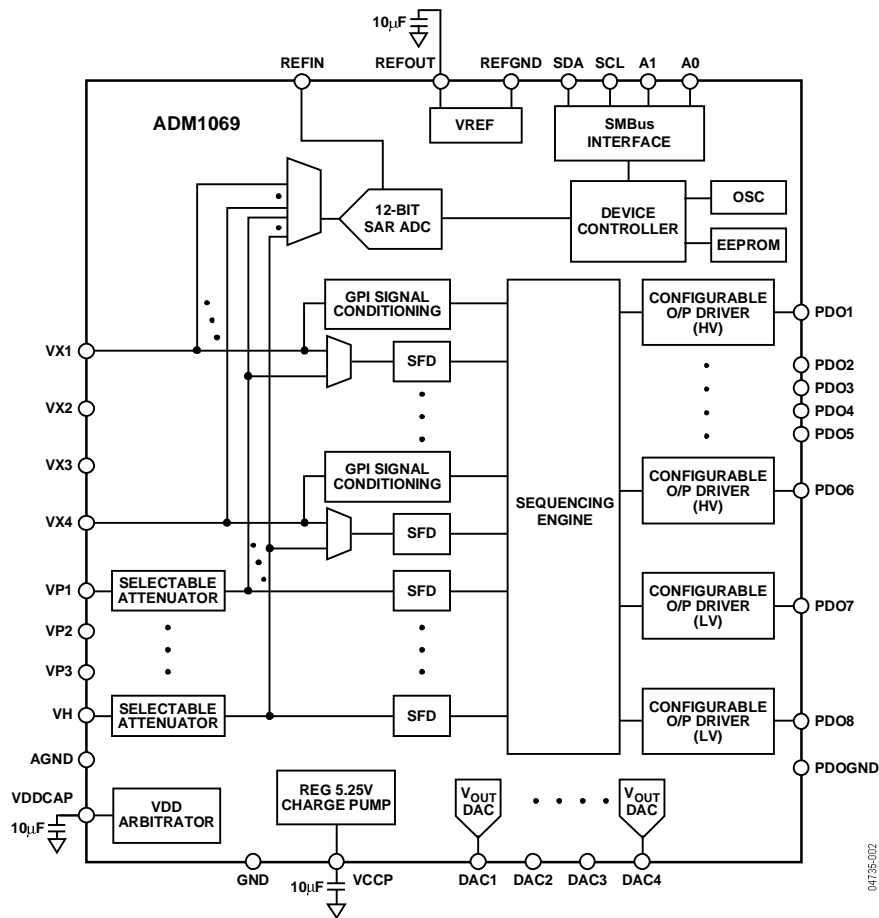 10μF
REFIN
REFOUT
REFGND
SDA
SCL
A1
A0
ADM1069
VREF
SMBus
INTERFACE
12-BIT
SAR ADC
DEVICE
CONTROLLER
OSC
EEPROM
GPI SIGNAL
CONDITIONING
CONFIGURABLE
O/P DRIVER
(HV)
PDO1
VX1
SFD
PDO2
PDO3
VX2
PDO4
PDO5
VX3
GPI SIGNAL
CONDITIONING
SEQUENCING
ENGINE
CONFIGURABLE
O/P DRIVER
(HV)
PDO6
VX4
SFD
VP1
SELECTABLE
ATTENUATOR
SFD
CONFIGURABLE
O/P DRIVER
(LV)
PDO7
VP2
VP3
VH
SELECTABLE
ATTENUATOR
SFD
CONFIGURABLE
O/P DRIVER
(LV)
PDO8
AGND
PDOGND
VDDCAP
10μF
VDD
ARBITRATOR
REG 5.25V
CHARGE PUMP
VOUT
DAC
VOUT
DAC
GND
10μF
VCCP
DAC1
DAC2
DAC3
DAC4
04735-002